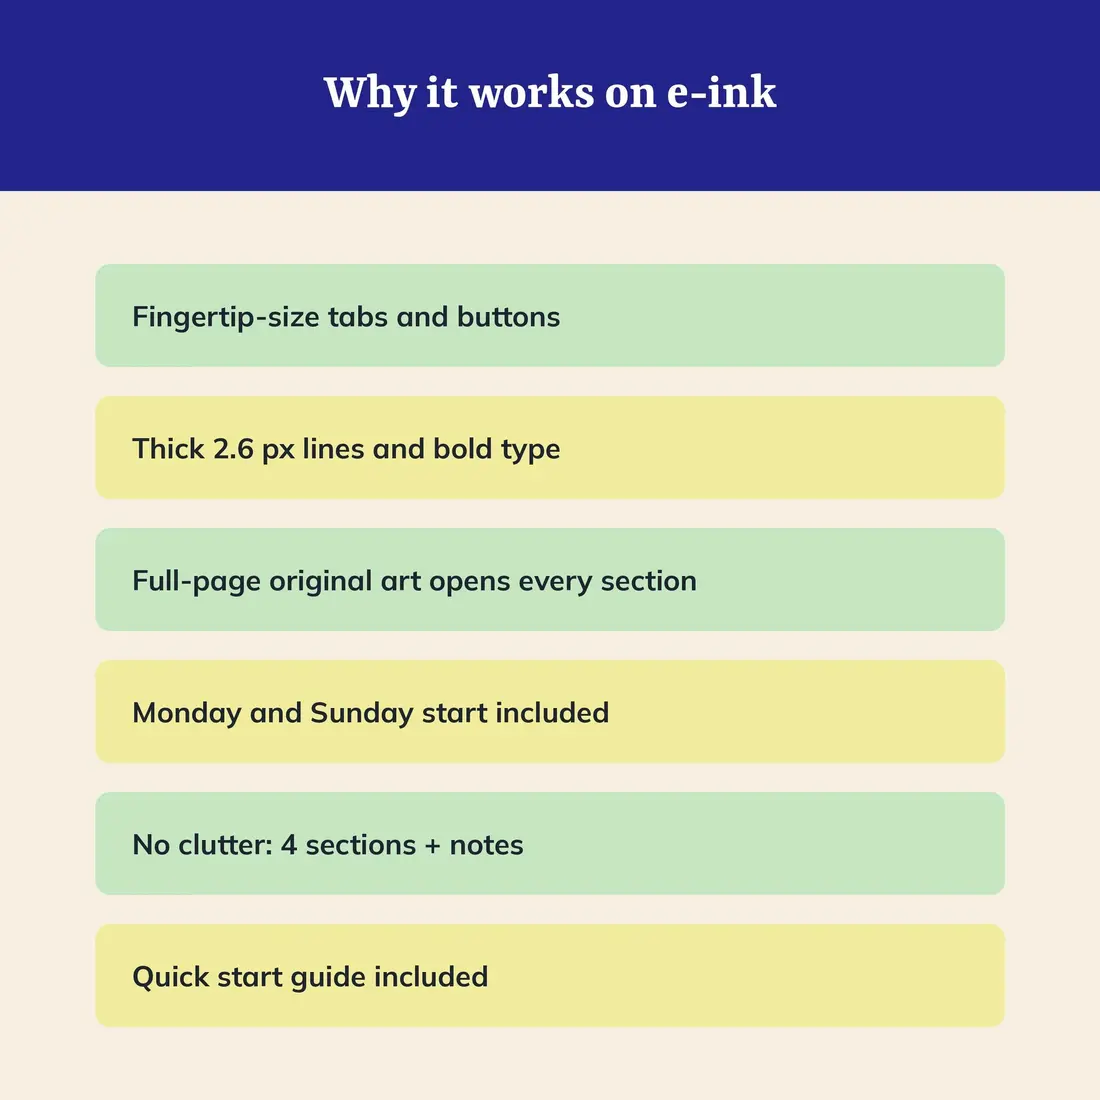 Why it works on e-ink
Fingertip-size tabs and buttons
Thick 2.6 px lines and bold type
Full-page original art opens every section
Monday and Sunday start included
No clutter: 4 sections + notes
Quick start guide included